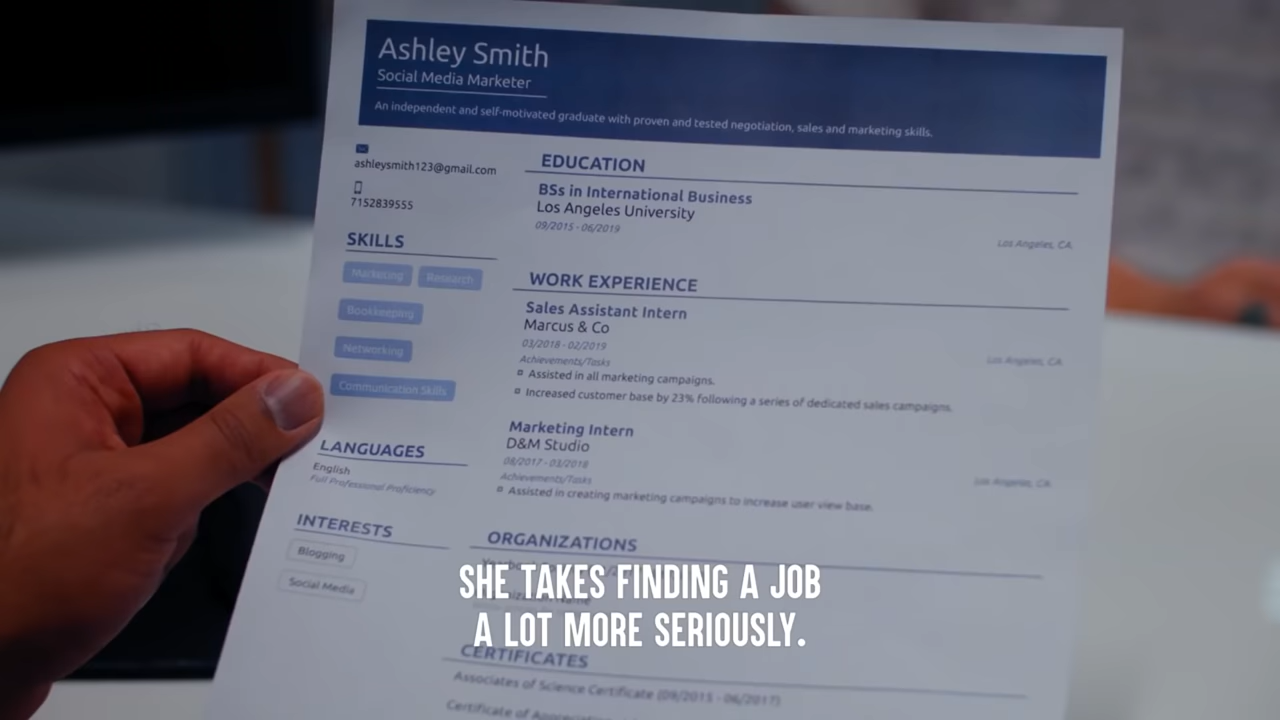 Ashley Smith
Social Media Marketer
An independent and self-motivated graduate with proven and tested negotiation, sales and marketing skills.
ashleysmith123@gmail.com
7152839555
SKILLS
Marketing Research
Bookkeeping
Networking
Communication Skills
LANGUAGES
English
Full Professional Proficiency
INTERESTS
Blogging
Social Media
EDUCATION
BSs in International Business
Los Angeles University
09/2015 - 06/2019
Los Angeles, CA
WORK EXPERIENCE
Sales Assistant Intern
Marcus & Co
03/2018 - 02/2019
Los Angeles, CA
Achievements/Tasks
Assisted in all marketing campaigns.
Increased customer base by 23% following a series of dedicated sales campaigns.
Marketing Intern
D&M Studio
08/2017 - 03/2018
Los Angeles, CA
Achievements/Tasks
Assisted in creating marketing campaigns to increase user view base.
ORGANIZATIONS
CERTIFICATES
Associates of Science Certificate (09/2015 - 06/2017)
Certificate of
SHE TAKES FINDING A JOB
A LOT MORE SERIOUSLY.